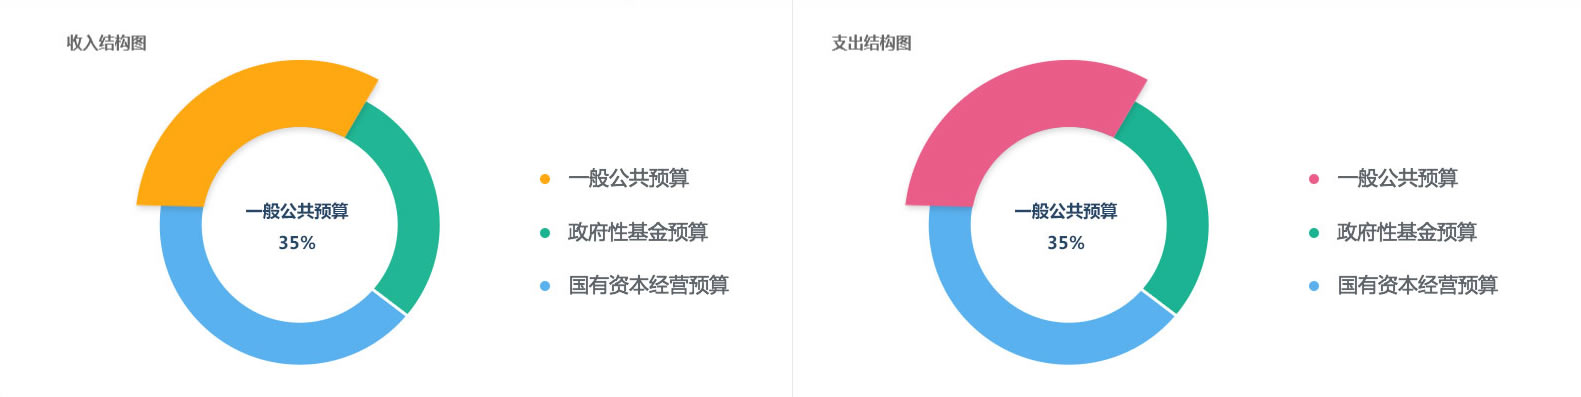 收入结构图
一般公共预算
35%
一般公共预算
政府性基金预算
国有资本经营预算
支出结构图
一般公共预算
35%
一般公共预算
政府性基金预算
国有资本经营预算